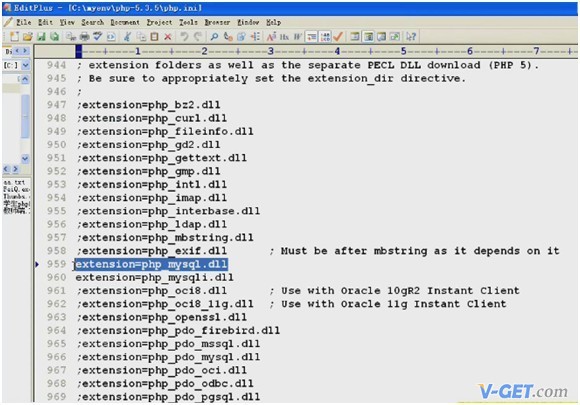 EditPlus - [C:\myenv\php-5.3.5\php.ini]
File Edit View Search Document Project Tools Browser Window Help
----+----1----+----2----+----3----+----4----+----5----+----6----+----7----+
944 ; extension folders as well as the separate PECL DLL download (PHP 5).
945 ; Be sure to appropriately set the extension_dir directive.
946 ;
947 ;extension=php_bz2.dll
948 ;extension=php_curl.dll
949 ;extension=php_fileinfo.dll
950 ;extension=php_gd2.dll
951 ;extension=php_gettext.dll
952 ;extension=php_gmp.dll
953 ;extension=php_intl.dll
954 ;extension=php_imap.dll
955 ;extension=php_interbase.dll
956 ;extension=php_ldap.dll
957 ;extension=php_mbstring.dll
958 ;extension=php_exif.dll ; Must be after mbstring as it depends on it
959 extension=php_mysql.dll
960 extension=php_mysqli.dll
961 ;extension=php_oci8.dll ; Use with Oracle 10gR2 Instant Client
962 ;extension=php_oci8_11g.dll ; Use with Oracle 11g Instant Client
963 ;extension=php_openssl.dll
964 ;extension=php_pdo_firebird.dll
965 ;extension=php_pdo_mssql.dll
966 ;extension=php_pdo_mysql.dll
967 ;extension=php_pdo_oci.dll
968 ;extension=php_pdo_odbc.dll
969 ;extension=php_pdo_pgsql.dll
V-GET.com